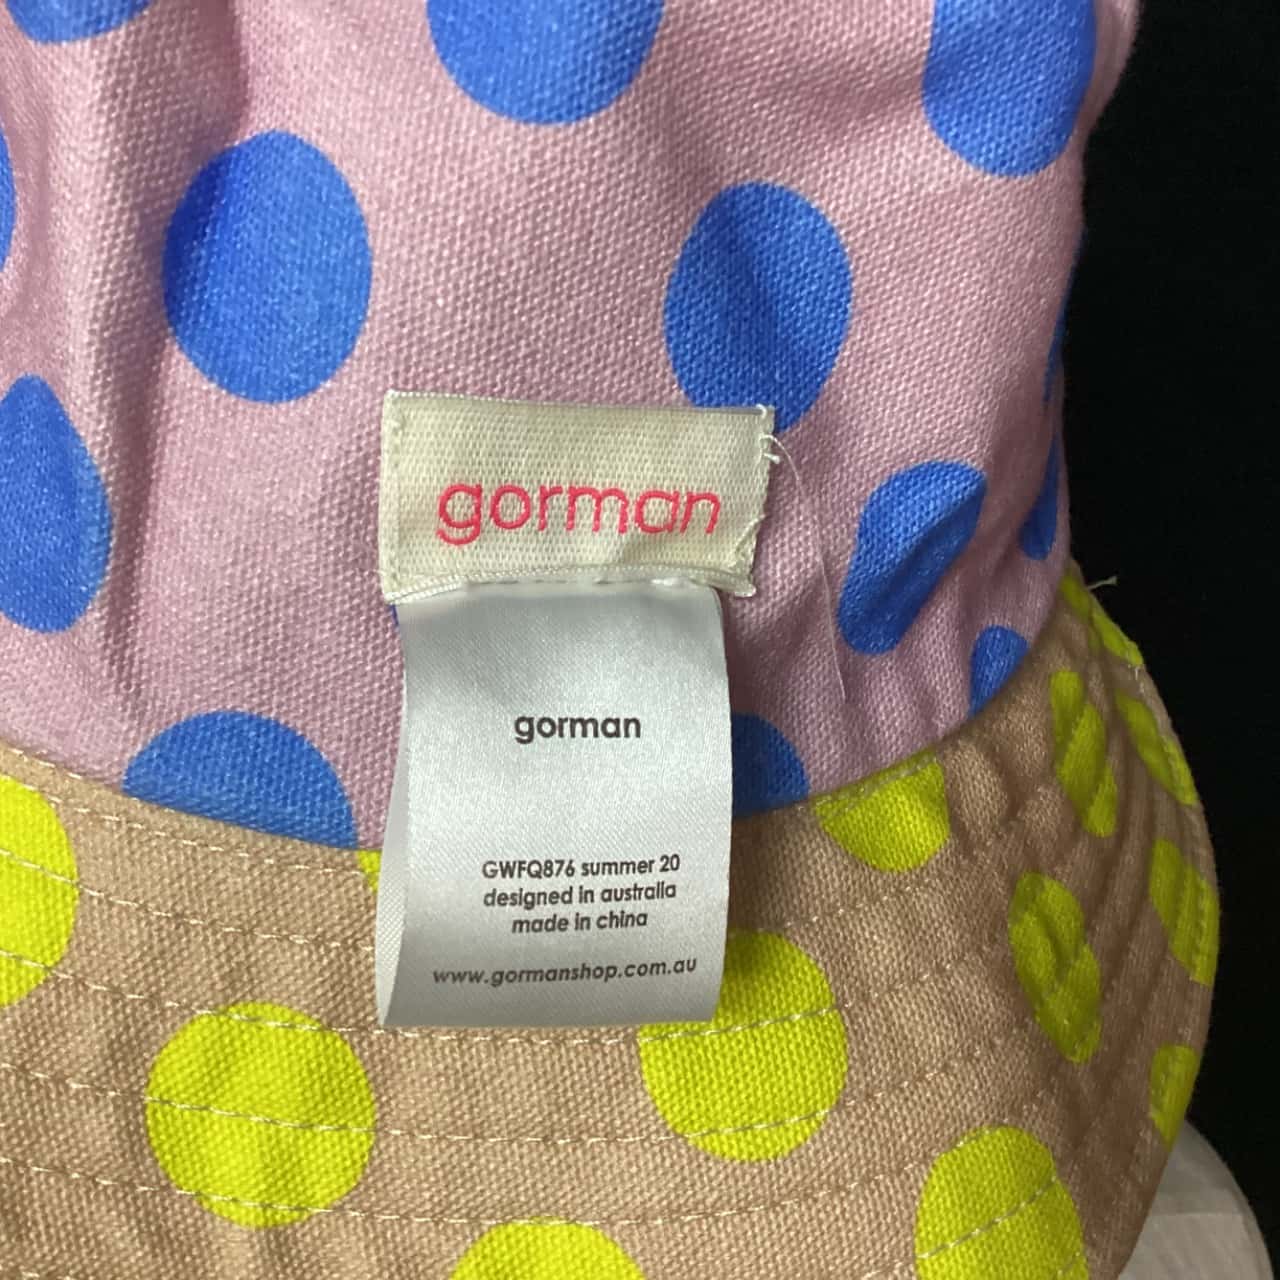 gorman
gorman
GWFQ876 summer 20
designed in australia
made in china
www.gormanshop.com.au